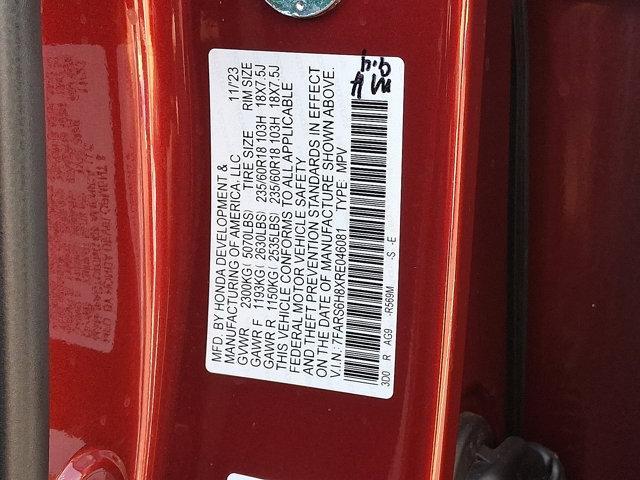 MFD. BY HONDA DEVELOPMENT &
MANUFACTURING OF AMERICA, LLC 11/23
GVWR 2300KG( 5070LBS) TIRE SIZE RIM SIZE
GAWR F 1193KG( 2630LBS) 235/60R18 103H 18X7.5J
GAWR R 1150KG( 2535LBS) 235/60R18 103H 18X7.5J
THIS VEHICLE CONFORMS TO ALL APPLICABLE
FEDERAL MOTOR VEHICLE SAFETY
AND THEFT PREVENTION STANDARDS IN EFFECT
ON THE DATE OF MANUFACTURE SHOWN ABOVE.
V.I.N.: 7FARS6H8XRE046081 TYPE: MPV
3D0 R AG9 -R569M -S -E